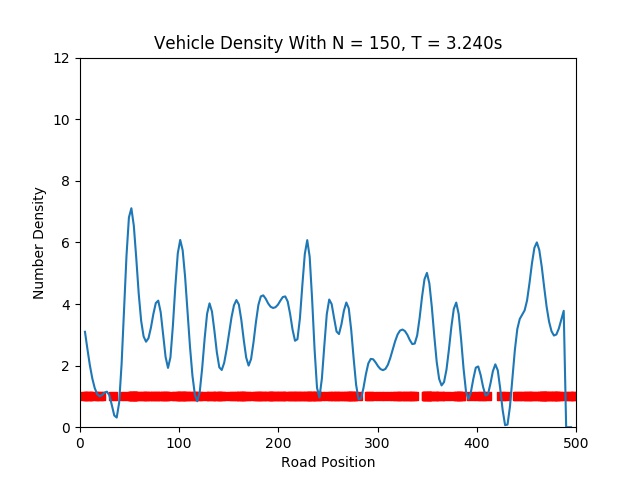 Vehicle Density With N = 150, T = 3.240s
12
10
8
6
4
2
0
Number Density
0 100 200 300 400 500
Road Position